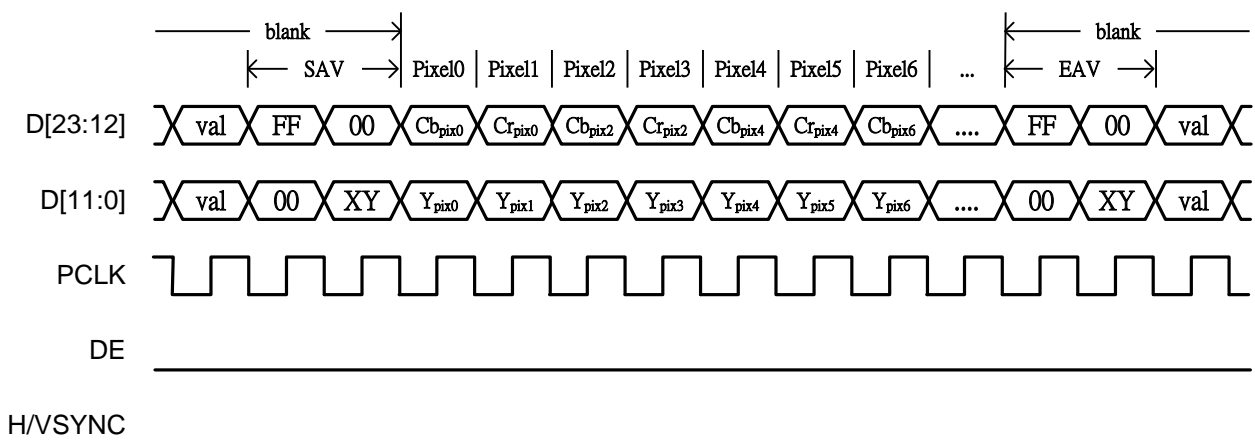 blank blank
SAV Pixel0 Pixel1 Pixel2 Pixel3 Pixel4 Pixel5 Pixel6 ... EAV
D[23:12] val FF 00 Cbpix0 Crpix0 Cbpix2 Crpix2 Cbpix4 Crpix4 Cbpix6 .... FF 00 val
D[11:0] val 00 XY Ypix0 Ypix1 Ypix2 Ypix3 Ypix4 Ypix5 Ypix6 .... 00 XY val
PCLK
DE
H/VSYNC